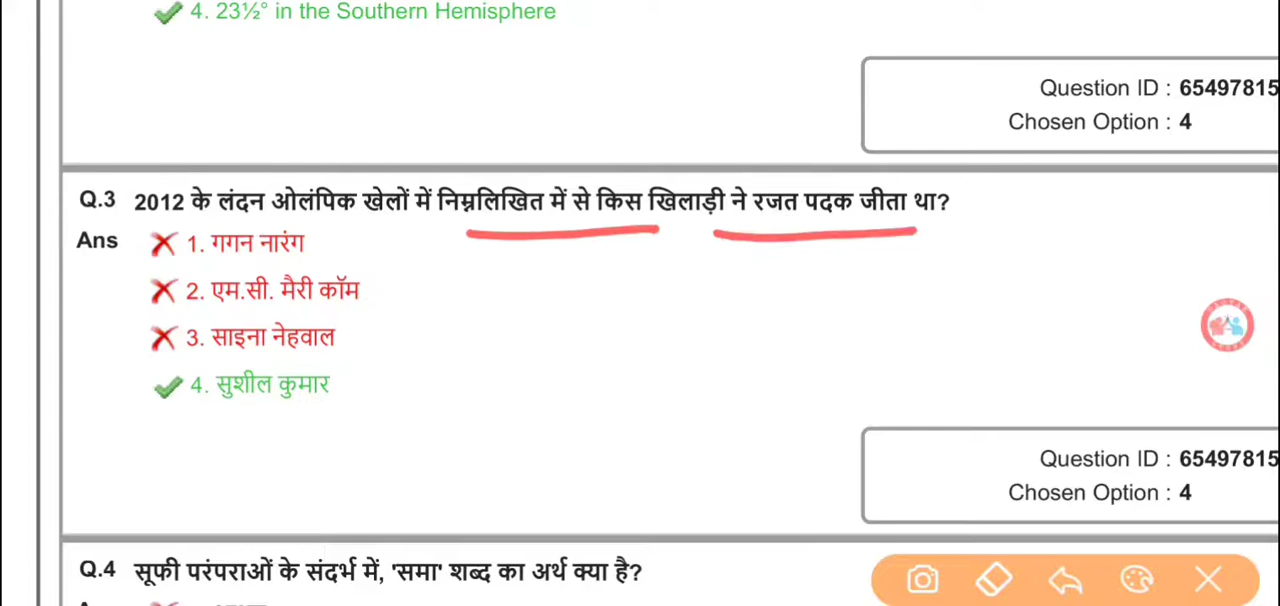 4. 23½° in the Southern Hemisphere
Question ID : 65497815
Chosen Option : 4
Q.3 2012 के लंदन ओलंपिक खेलों में निम्नलिखित में से किस खिलाड़ी ने रजत पदक जीता था?
Ans 1. गगन नारंग
2. एम.सी. मैरी कॉम
3. साइना नेहवाल
4. सुशील कुमार
Question ID : 65497815
Chosen Option : 4
Q.4 सूफी परंपराओं के संदर्भ में, 'समा' शब्द का अर्थ क्या है?